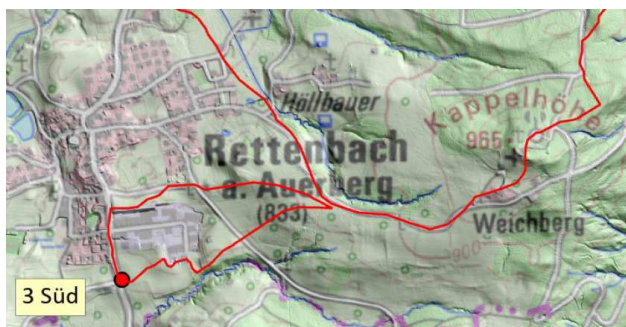 Höllbauer
Kappelhöhe
965
Rettenbach
a. Auerberg
(833)
Weichberg
900
3 Süd